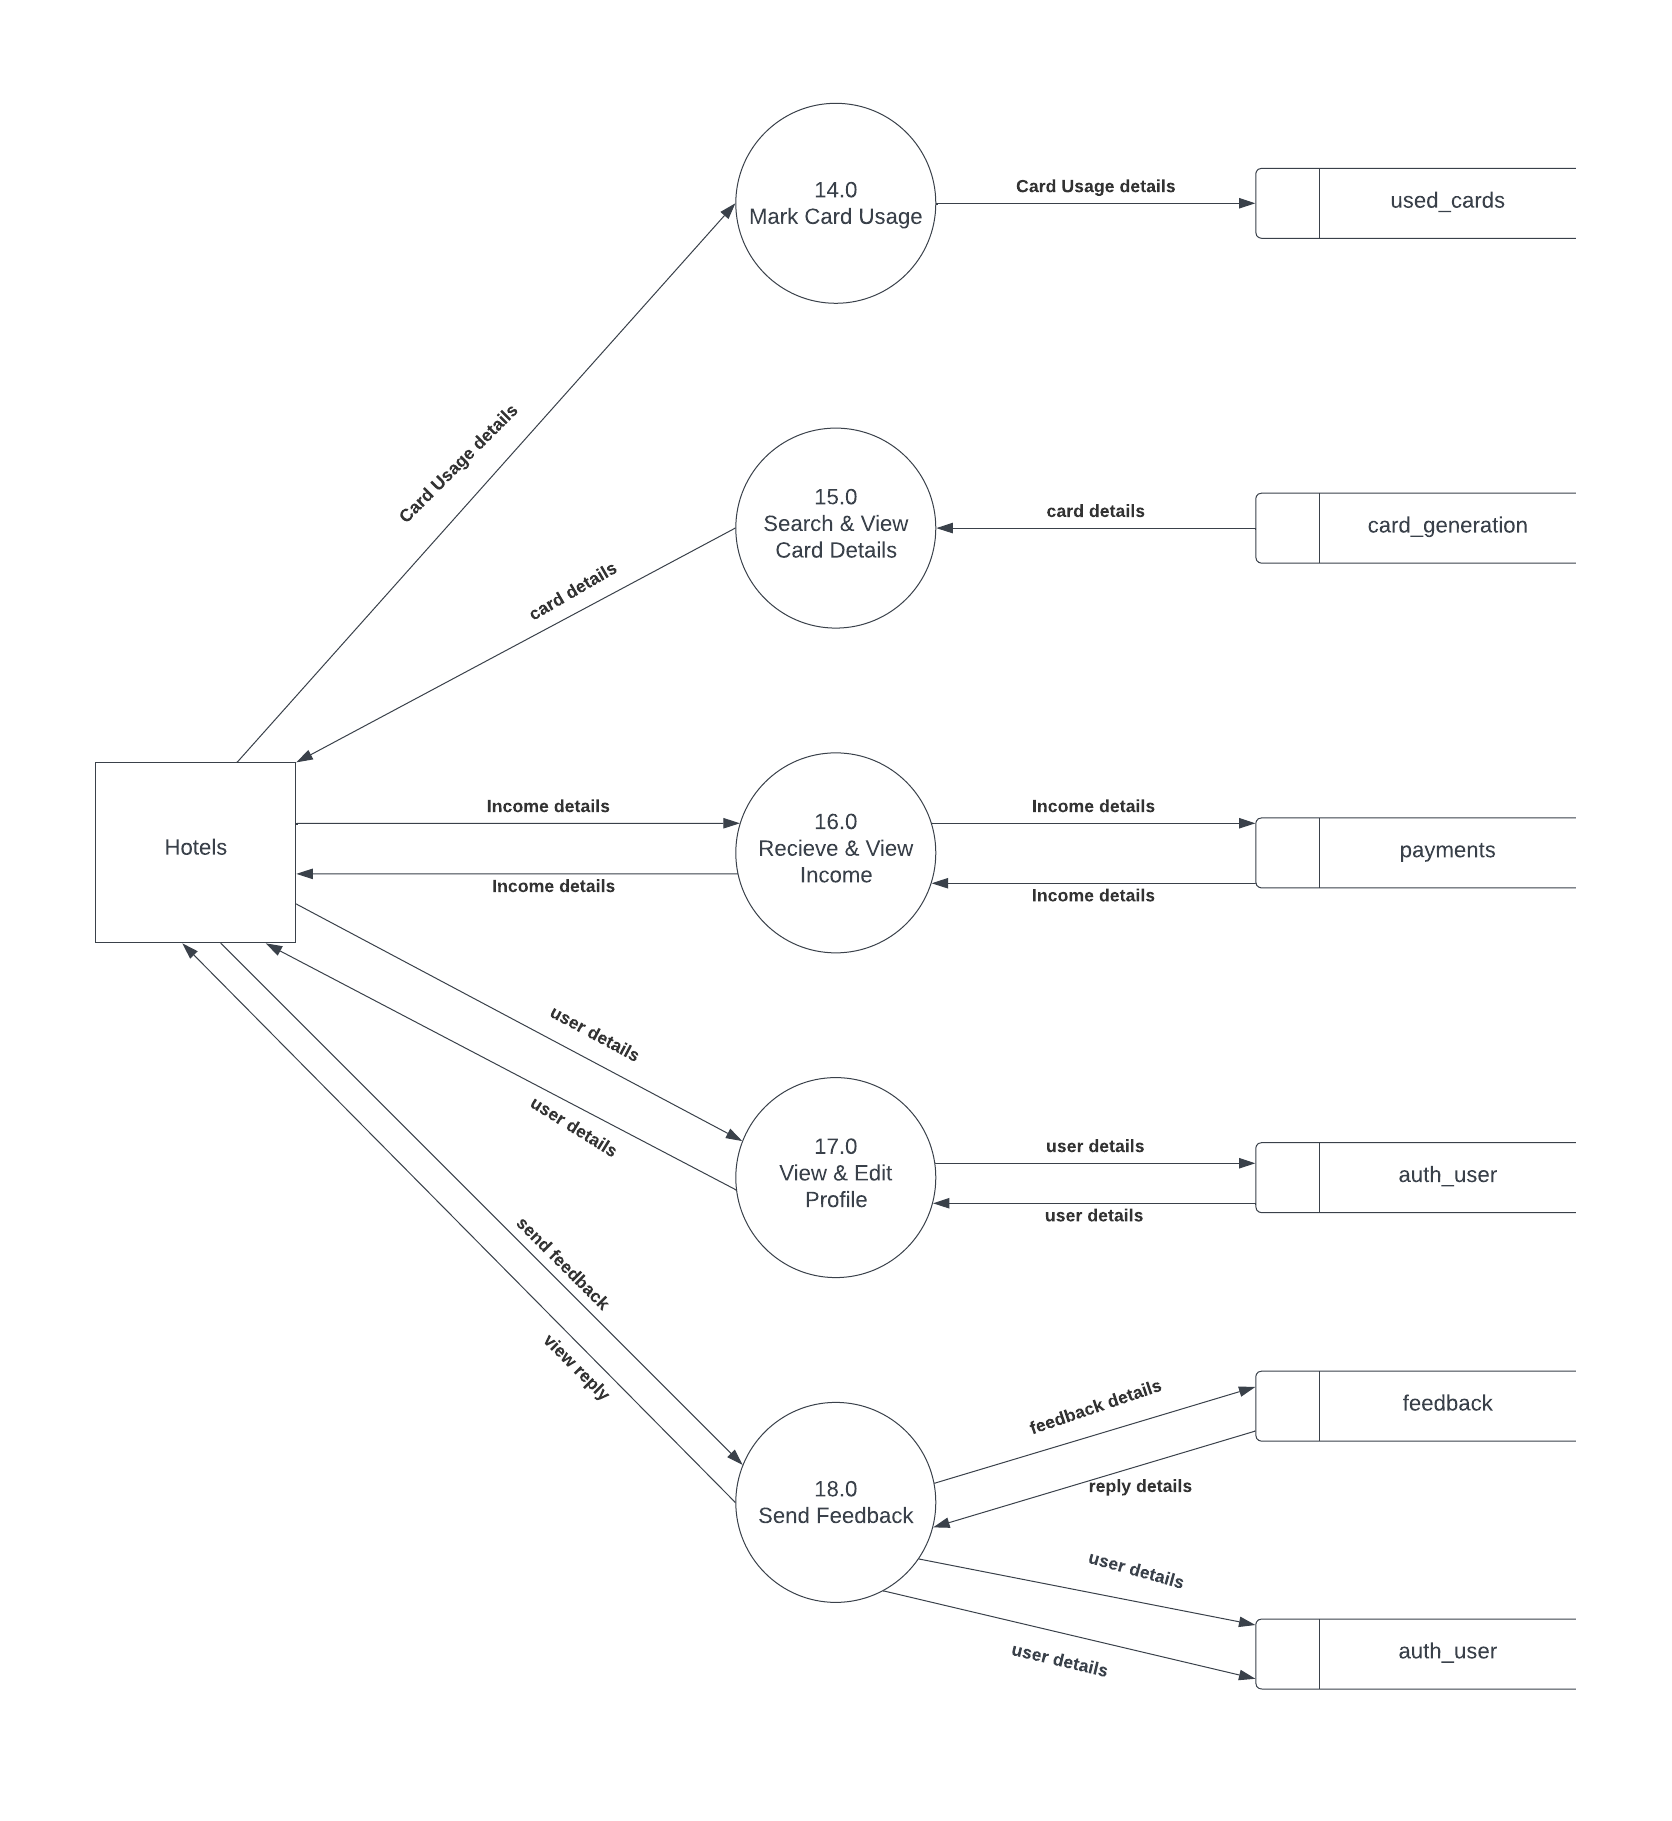 14.0
Mark Card Usage
Card Usage details
used_cards
Card Usage details
15.0
Search & View
Card Details
card details
card_generation
card details
Hotels
Income details
Income details
16.0
Recieve & View
Income
Income details
Income details
payments
user details
user details
17.0
View & Edit
Profile
user details
user details
auth_user
send feedback
view reply
18.0
Send Feedback
feedback details
reply details
feedback
user details
user details
auth_user